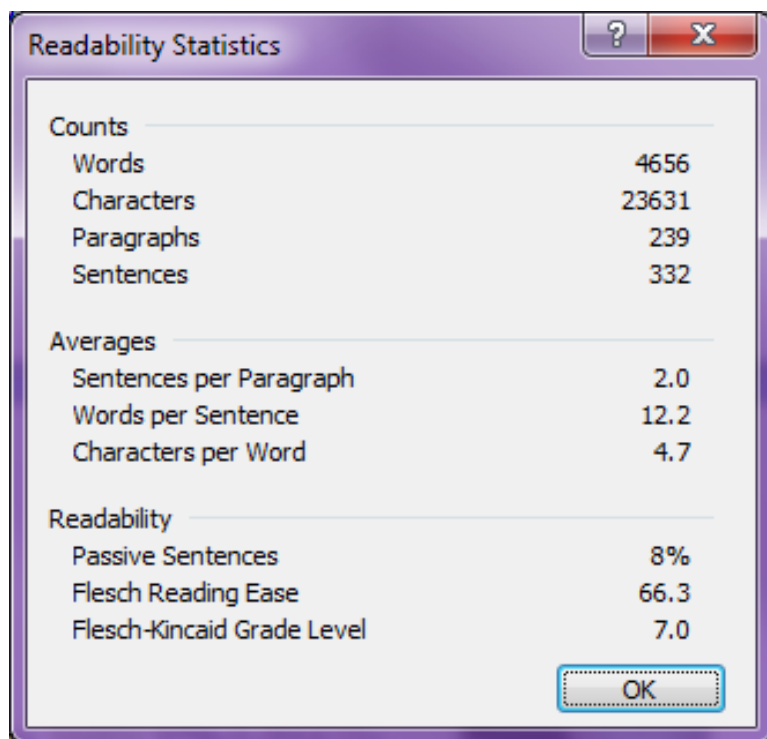 Readability Statistics
Counts
Words 4656
Characters 23631
Paragraphs 239
Sentences 332
Averages
Sentences per Paragraph 2.0
Words per Sentence 12.2
Characters per Word 4.7
Readability
Passive Sentences 8%
Flesch Reading Ease 66.3
Flesch-Kincaid Grade Level 7.0
OK